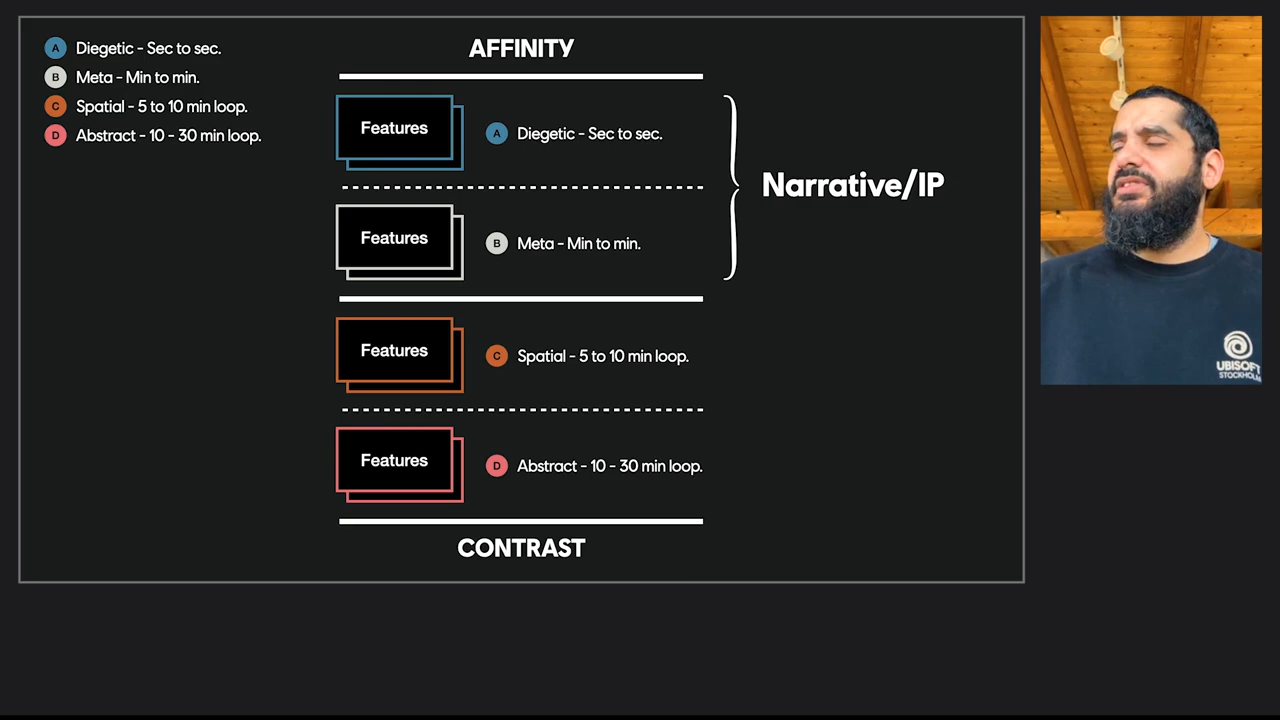 A Diegetic - Sec to sec.
B Meta - Min to min.
C Spatial - 5 to 10 min loop.
D Abstract - 10 - 30 min loop.
AFFINITY
Features
A Diegetic - Sec to sec.
Features
B Meta - Min to min.
Narrative/IP
Features
C Spatial - 5 to 10 min loop.
Features
D Abstract - 10 - 30 min loop.
CONTRAST
UBISOFT
STOCKHOLM